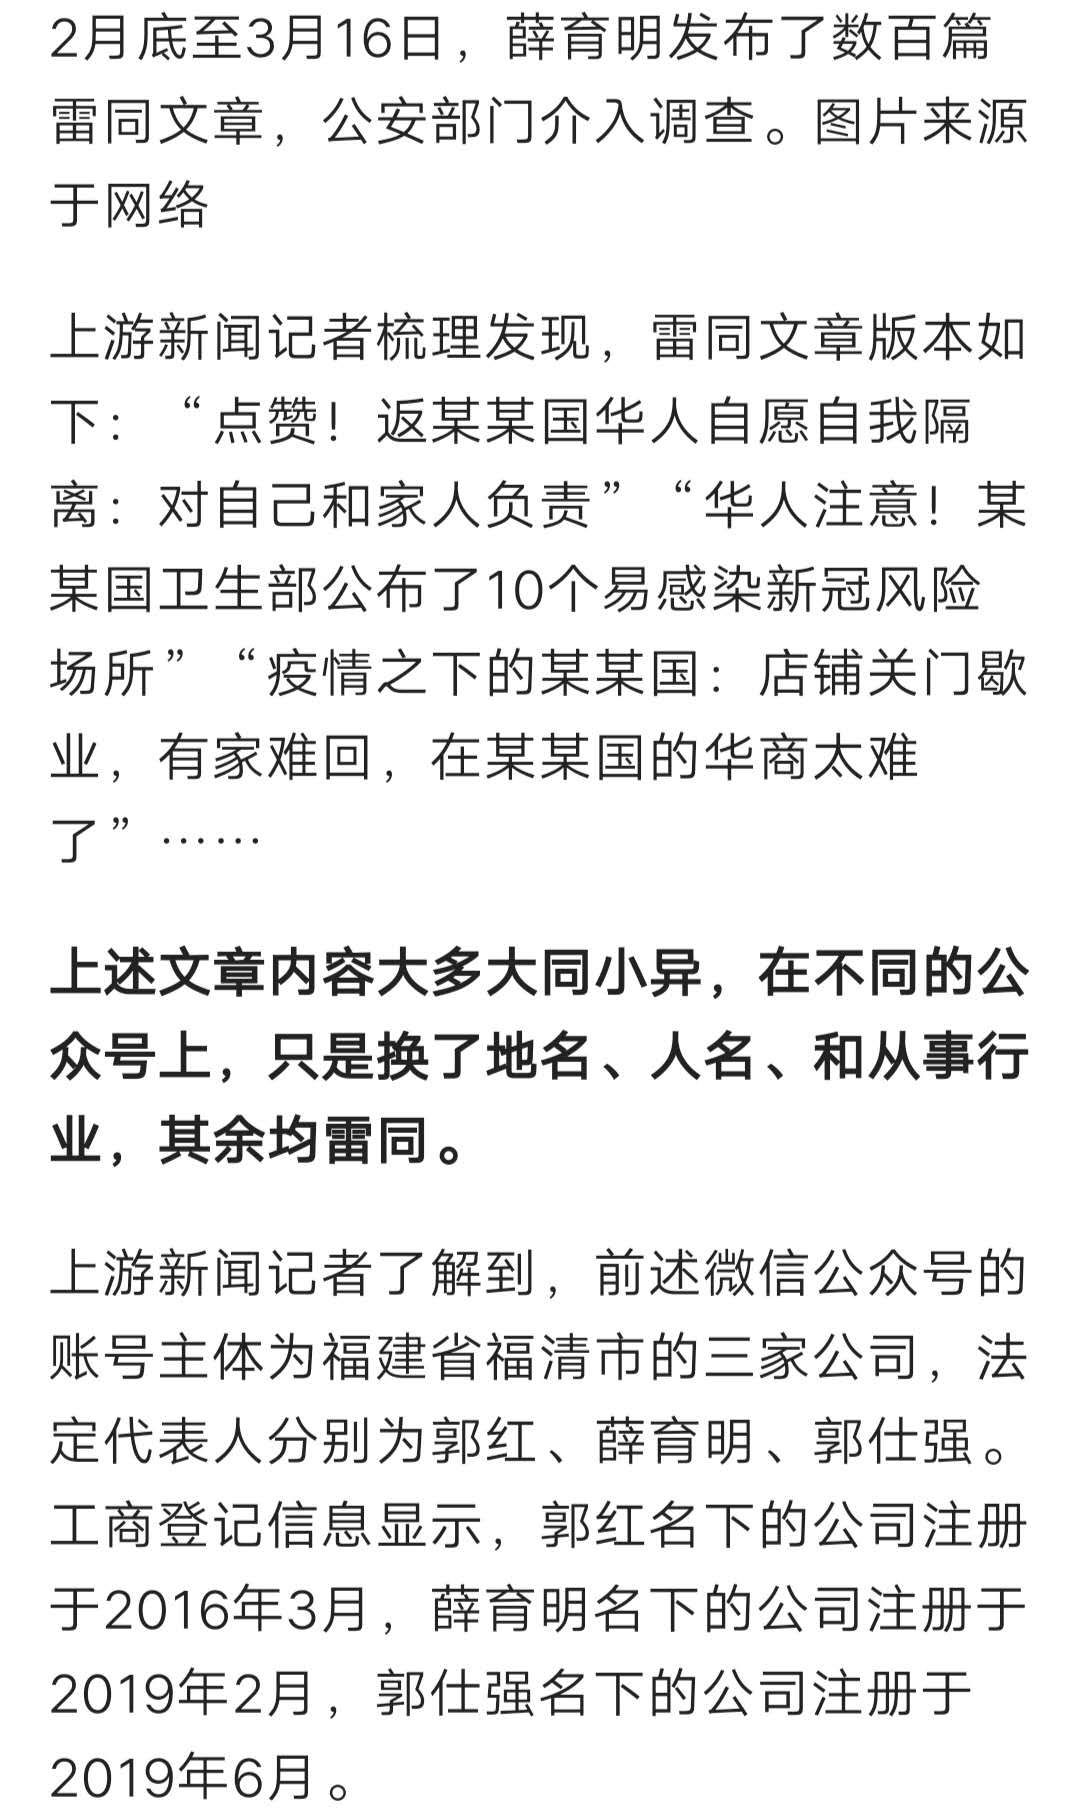 2月底至3月16日，薛育明发布了数百篇
雷同文章，公安部门介入调查。图片来源
于网络
上游新闻记者梳理发现，雷同文章版本如
下：“点赞！返某某国华人自愿自我隔
离：对自己和家人负责”“华人注意！某
某国卫生部公布了10个易感染新冠风险
场所”“疫情之下的某某国：店铺关门歇
业，有家难回，在某某国的华商太难
了”……
上述文章内容大多大同小异，在不同的公
众号上，只是换了地名、人名、和从事行
业，其余均雷同。
上游新闻记者了解到，前述微信公众号的
账号主体为福建省福清市的三家公司，法
定代表人分别为郭红、薛育明、郭仕强。
工商登记信息显示，郭红名下的公司注册
于2016年3月，薛育明名下的公司注册于
2019年2月，郭仕强名下的公司注册于
2019年6月。